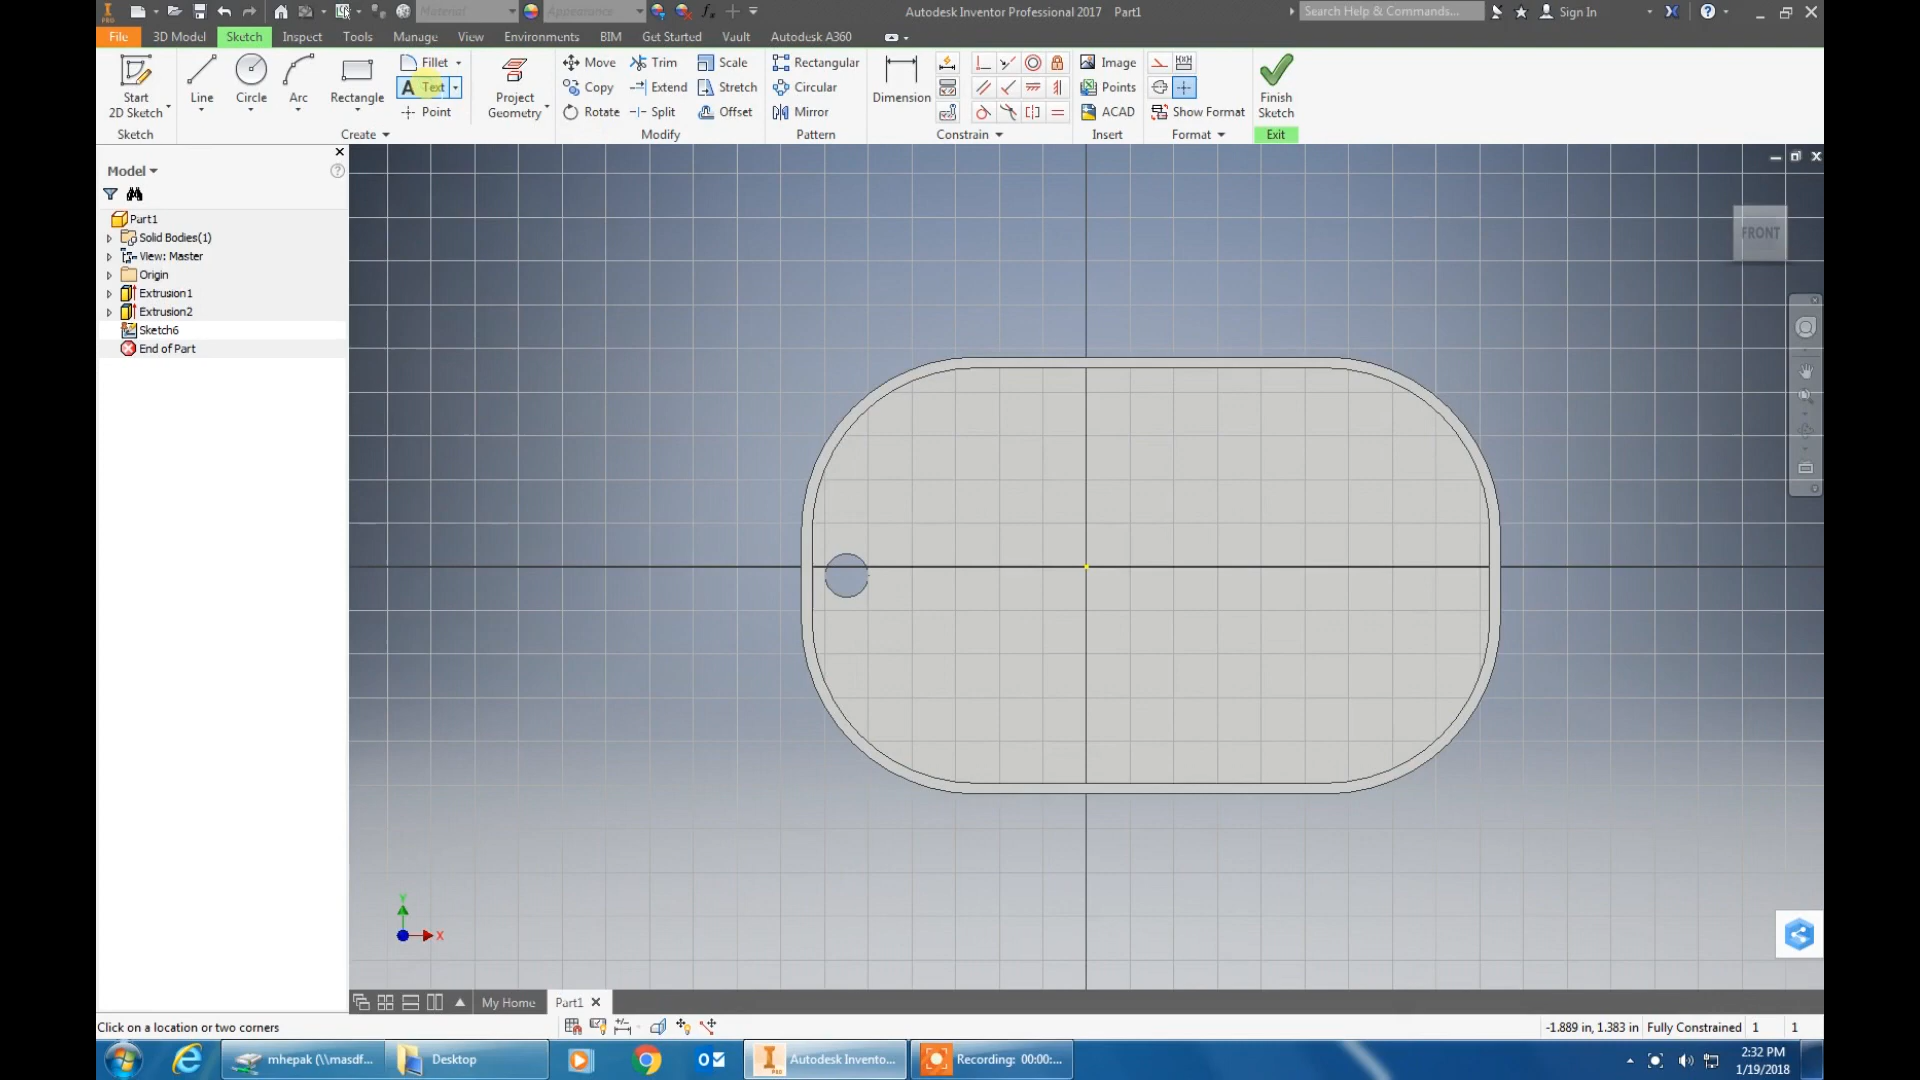 Material
Appearance
Autodesk Inventor Professional 2017 Part1
Search Help & Commands...
Sign In
PRO
File 3D Model Sketch Inspect Tools Manage View Environments BIM Get Started Vault Autodesk A360
Start 2D Sketch
Line
Circle
Arc
Rectangle
Fillet
Text
Point
Project Geometry
Move
Copy
Rotate
Trim
Extend
Split
Scale
Stretch
Offset
Rectangular
Circular
Mirror
Dimension
Image
Points
ACAD
Show Format
Finish Sketch
Sketch Create Modify Pattern Constrain Insert Format Exit
Model
Part1
Solid Bodies(1)
View: Master
Origin
Extrusion1
Extrusion2
Sketch6
End of Part
FRONT
Y
X
My Home Part1
Click on a location or two corners
-1.889 in, 1.383 in Fully Constrained 1 1
mhepak (\\masdf...
Desktop
Autodesk Invento...
Recording: 00:00:...
2:32 PM
1/19/2018